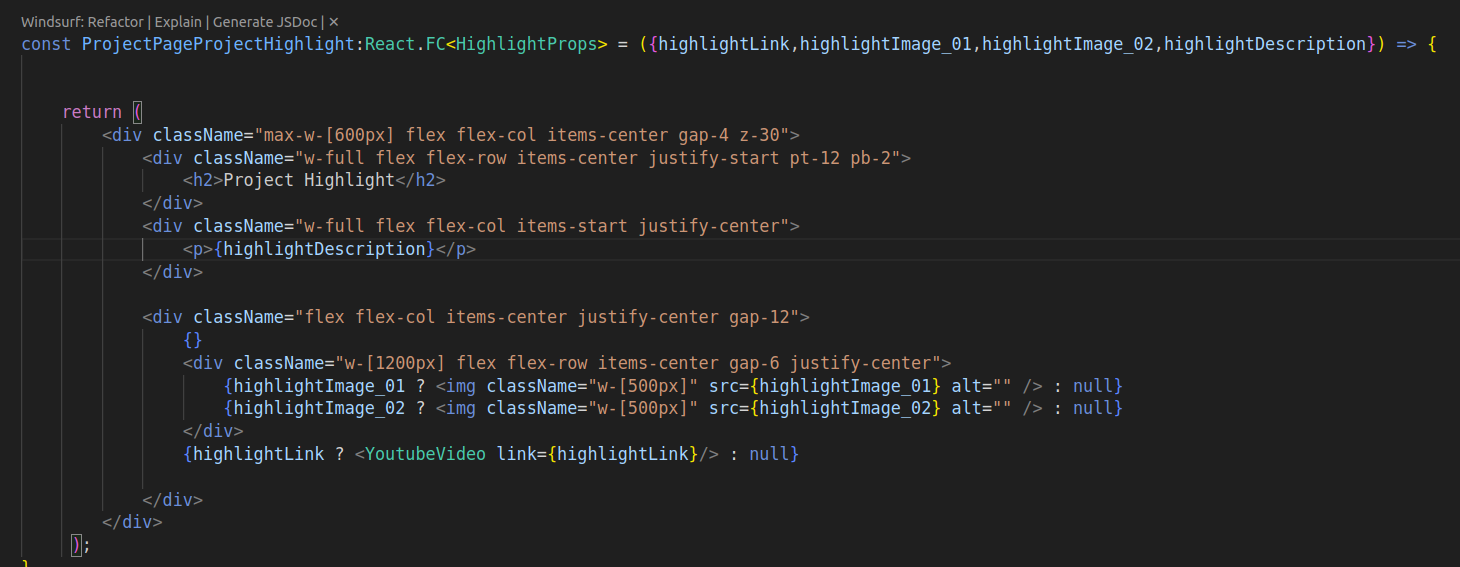 Windsurf: Refactor | Explain | Generate JSDoc | ✕
const ProjectPageProjectHighlight:React.FC<HighlightProps> = ({highlightLink,highlightImage_01,highlightImage_02,highlightDescription}) => {
return (
<div className="max-w-[600px] flex flex-col items-center gap-4 z-30">
<div className="w-full flex flex-row items-center justify-start pt-12 pb-2">
<h2>Project Highlight</h2>
</div>
<div className="w-full flex flex-col items-start justify-center">
<p>{highlightDescription}</p>
</div>
<div className="flex flex-col items-center justify-center gap-12">
{}
<div className="w-[1200px] flex flex-row items-center gap-6 justify-center">
{highlightImage_01 ? <img className="w-[500px]" src={highlightImage_01} alt="" /> : null}
{highlightImage_02 ? <img className="w-[500px]" src={highlightImage_02} alt="" /> : null}
</div>
{highlightLink ? <YoutubeVideo link={highlightLink}/> : null}
</div>
</div>
);
}